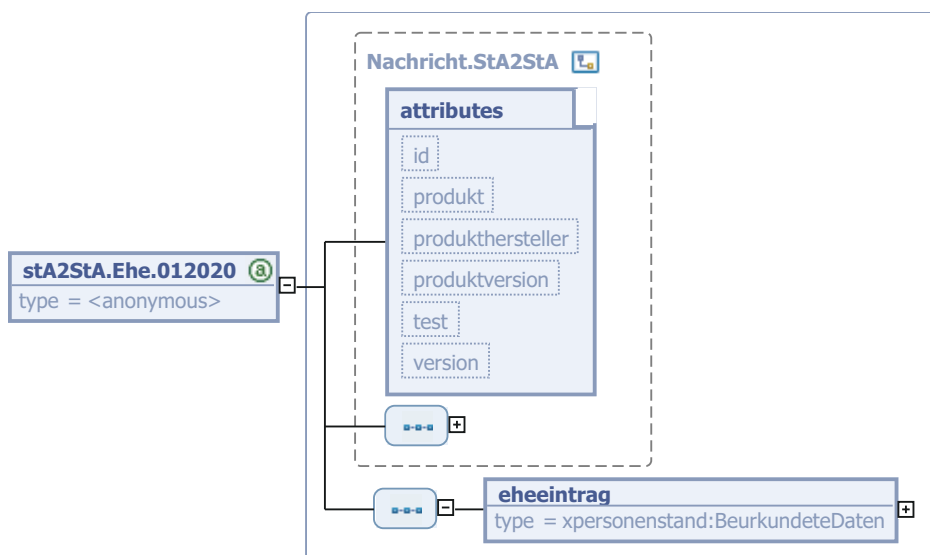 Nachricht.StA2StA
attributes
id
produkt
produkthersteller
produktversion
test
version
stA2StA.Ehe.012020 a
type = <anonymous>
eheeintrag
type = xpersonenstand:BeurkundeteDaten